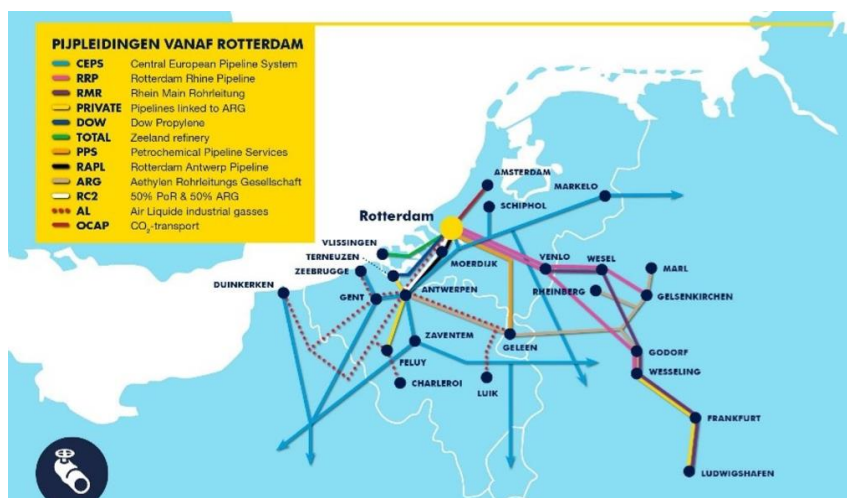 PIJPLEIDINGEN VANAF ROTTERDAM
CEPS Central European Pipeline System
RRP Rotterdam Rhine Pipeline
RMR Rhein Main Rohrleitung
PRIVATE Pipelines linked to ARG
DOW Dow Propylene
TOTAL Zeeland refinery
PPS Petrochemical Pipeline Services
RAPL Rotterdam Antwerp Pipeline
ARG Aethylen Rohrleitungs Gesellschaft
RC2 50% PoR & 50% ARG
AL Air Liquide industrial gasses
OCAP CO₂-transport
AMSTERDAM
MARKELO
SCHIPHOL
Rotterdam
VLISSINGEN
TERNEUZEN
MOERDIJK
VENLO
WESEL
MARL
ZEEBRUGGE
DUINKERKEN
ANTWERPEN
RHEINBERG
GELSENKIRCHEN
GENT
ZAVENTEM
GELEEN
GODORF
FELUY
WESSELING
CHARLEROI
LUIK
FRANKFURT
LUDWIGSHAFEN